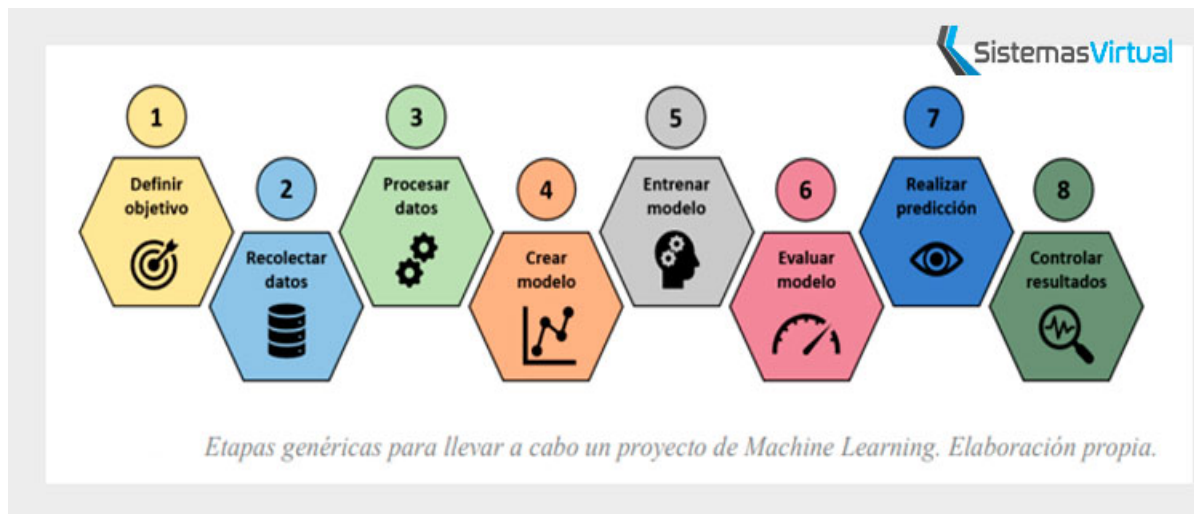 SistemasVirtual
1
Definir
objetivo
2
Recolectar
datos
3
Procesar
datos
4
Crear
modelo
5
Entrenar
modelo
6
Evaluar
modelo
7
Realizar
predicción
8
Controlar
resultados
Etapas genéricas para llevar a cabo un proyecto de Machine Learning. Elaboración propia.